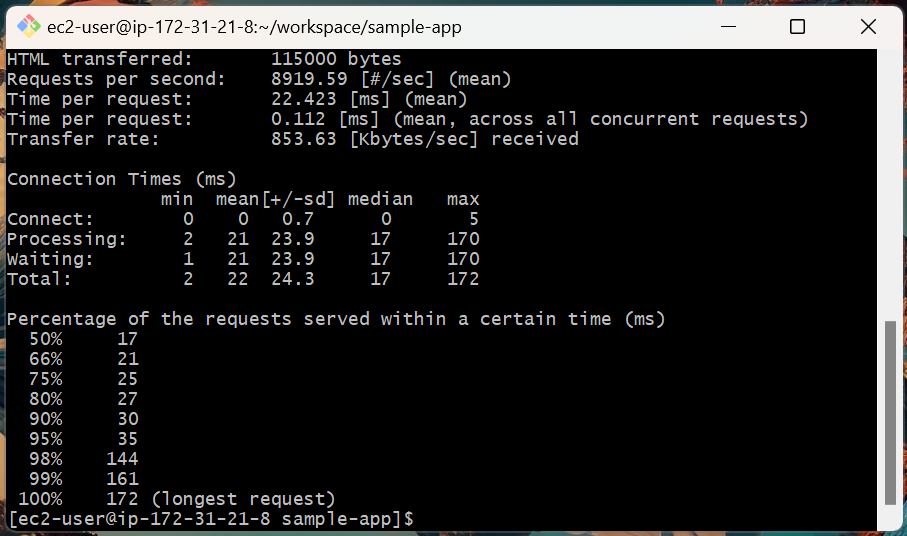 ec2-user@ip-172-31-21-8:~/workspace/sample-app
HTML transferred:       115000 bytes
Requests per second:    8919.59 [#/sec] (mean)
Time per request:       22.423 [ms] (mean)
Time per request:       0.112 [ms] (mean, across all concurrent requests)
Transfer rate:          853.63 [Kbytes/sec] received

Connection Times (ms)
              min  mean[+/-sd] median   max
Connect:        0    0   0.7      0       5
Processing:     2   21  23.9     17     170
Waiting:        1   21  23.9     17     170
Total:          2   22  24.3     17     172

Percentage of the requests served within a certain time (ms)
  50%     17
  66%     21
  75%     25
  80%     27
  90%     30
  95%     35
  98%    144
  99%    161
 100%    172 (longest request)
[ec2-user@ip-172-31-21-8 sample-app]$